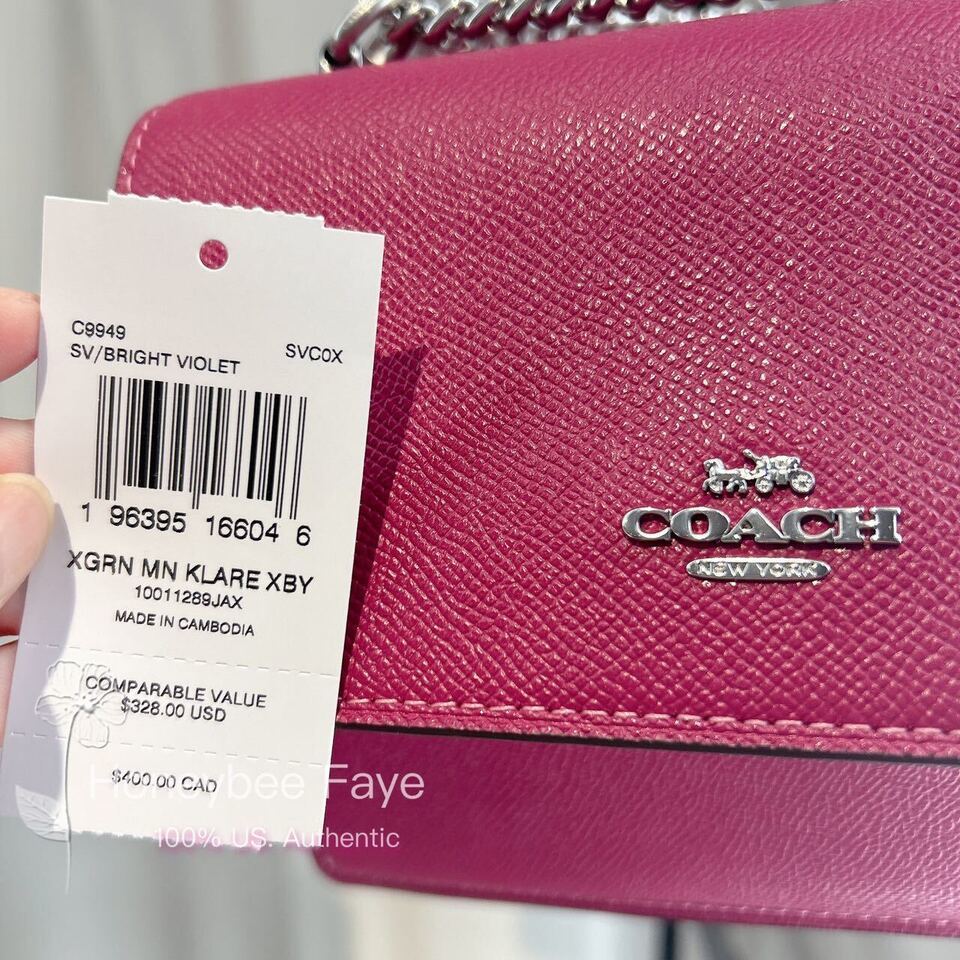 C9949
SV/BRIGHT VIOLET SVC0X
1 96395 16604 6
XGRN MN KLARE XBY
10011289JAX
MADE IN CAMBODIA
COMPARABLE VALUE
$328.00 USD
$400.00 CAD
Honeybee Faye
100% US. Authentic
COACH
NEW YORK